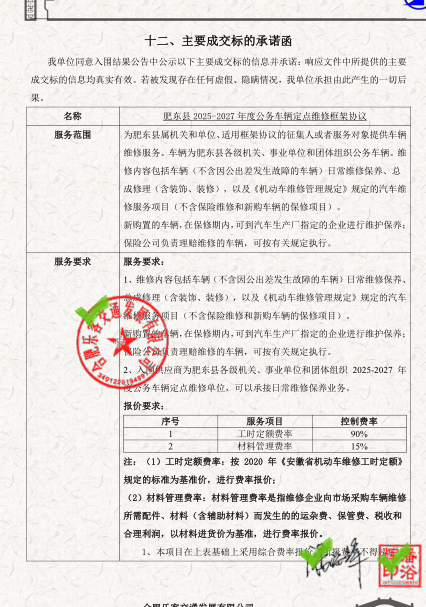 十二、主要成交标的承诺函
我单位同意入围结果公告中公示以下主要成交标的信息并承诺：响应文件中所提供的主要
成交标的信息均真实有效。若被发现存在任何虚假、隐瞒情况，我单位承担由此产生的一切后
果。
名称 肥东县 2025-2027 年度公务车辆定点维修框架协议
服务范围 为肥东县属机关和单位、适用框架协议的征集人或者服务对象提供车辆
维修服务。车辆为肥东县各级机关、事业单位和团体组织公务车辆。维
修内容包括车辆（不含因公出差发生故障的车辆）日常维修保养、总
成修理（含装饰、装修），以及《机动车维修管理规定》规定的汽车维
修服务项目（不含保险维修和新购车辆的保修项目）。
新购置的车辆，在保修期内，可到汽车生产厂指定的企业进行维护保养；
保险公司负责理赔维修的车辆，可按有关规定执行。
服务要求 服务要求：
1、维修内容包括车辆（不含因公出差发生故障的车辆）日常维修保养、
总成修理（含装饰、装修），以及《机动车维修管理规定》规定的汽车
维修服务项目（不含保险维修和新购车辆的保修项目）。
新购置的车辆，在保修期内，可到汽车生产厂指定的企业进行维护保养；
保险公司负责理赔维修的车辆，可按有关规定执行。
2、入围供应商为肥东县各级机关、事业单位和团体组织 2025-2027 年
度公务车辆定点维修单位，可以承接日常维修保养业务。
报价要求：
序号 服务项目 控制费率
1 工时定额费率 90%
2 材料管理费率 15%
注：（1）工时定额费率：按 2020 年《安徽省机动车维修工时定额》
规定的标准为基准价，进行费率报价；
（2）材料管理费率：材料管理费率是指维修企业向市场采购车辆维修
所需配件、材料（含辅助材料）而发生的的运杂费、保管费、税收和
合理利润，以材料进货价为基准，进行费率报价。
1、本项目在上表基础上采用综合费率报价
合肥乐客交通发展有限公司